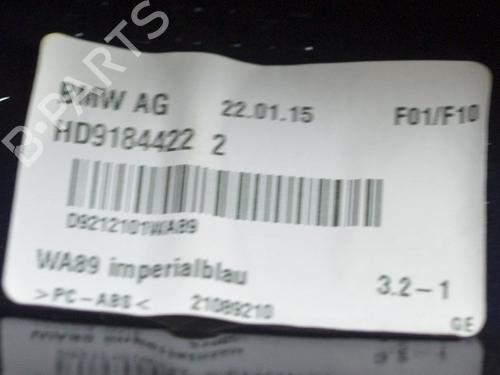 B-PARTS
BMW AG 22.01.15 F01/F10
HD9184422 2
D9212101WA89
WA89 imperialblau 3.2-1
>PC-ABS< 21089210
GE